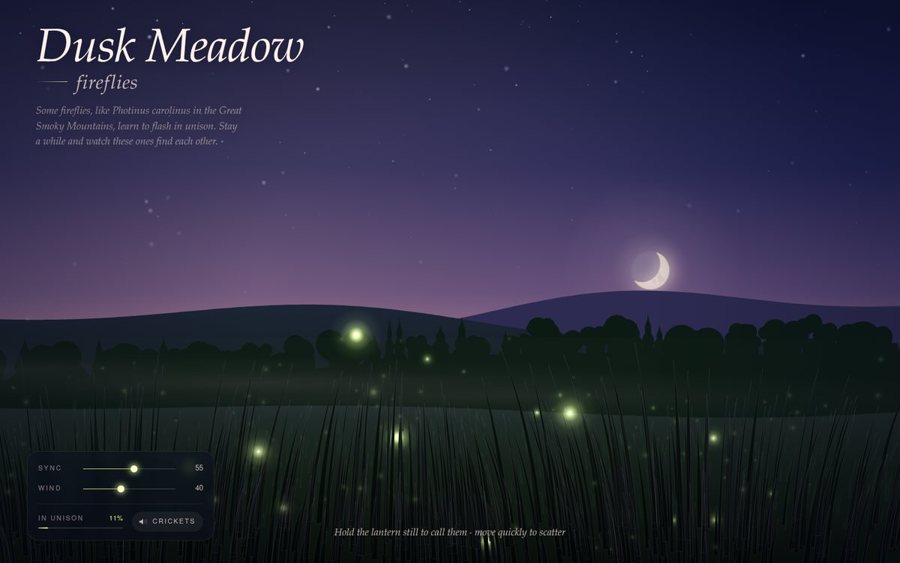 Dusk Meadow
fireflies
Some fireflies, like Photinus carolinus in the Great
Smoky Mountains, learn to flash in unison. Stay
a while and watch these ones find each other. ·
SYNC 55
WIND 40
IN UNISON 11%
CRICKETS
Hold the lantern still to call them · move quickly to scatter